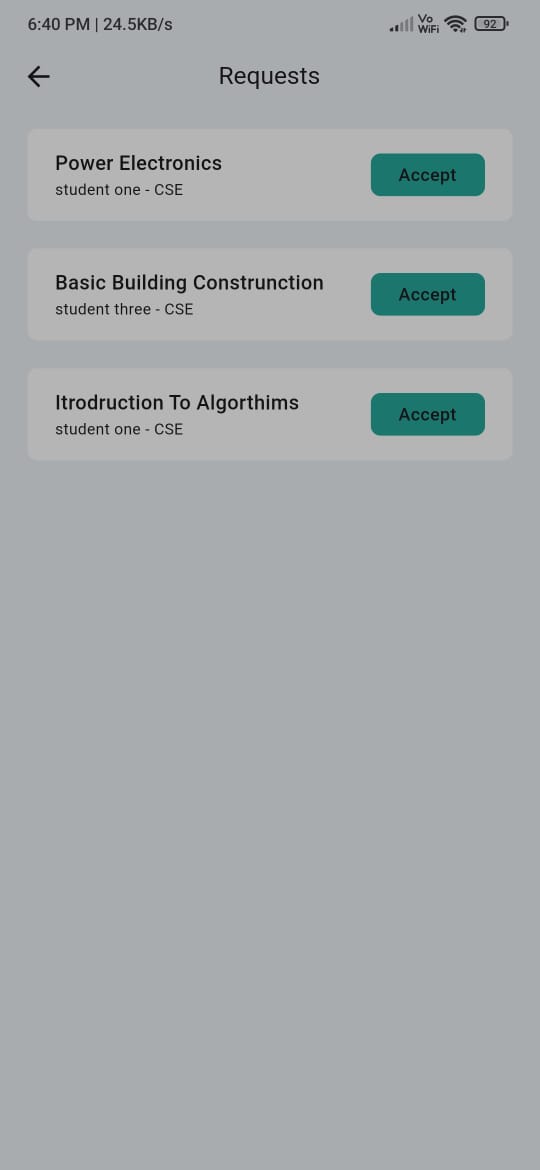 6:40 PM | 24.5KB/s Vo WiFi 92
Requests
Power Electronics
student one - CSE
Accept
Basic Building Construnction
student three - CSE
Accept
Itrodruction To Algorthims
student one - CSE
Accept